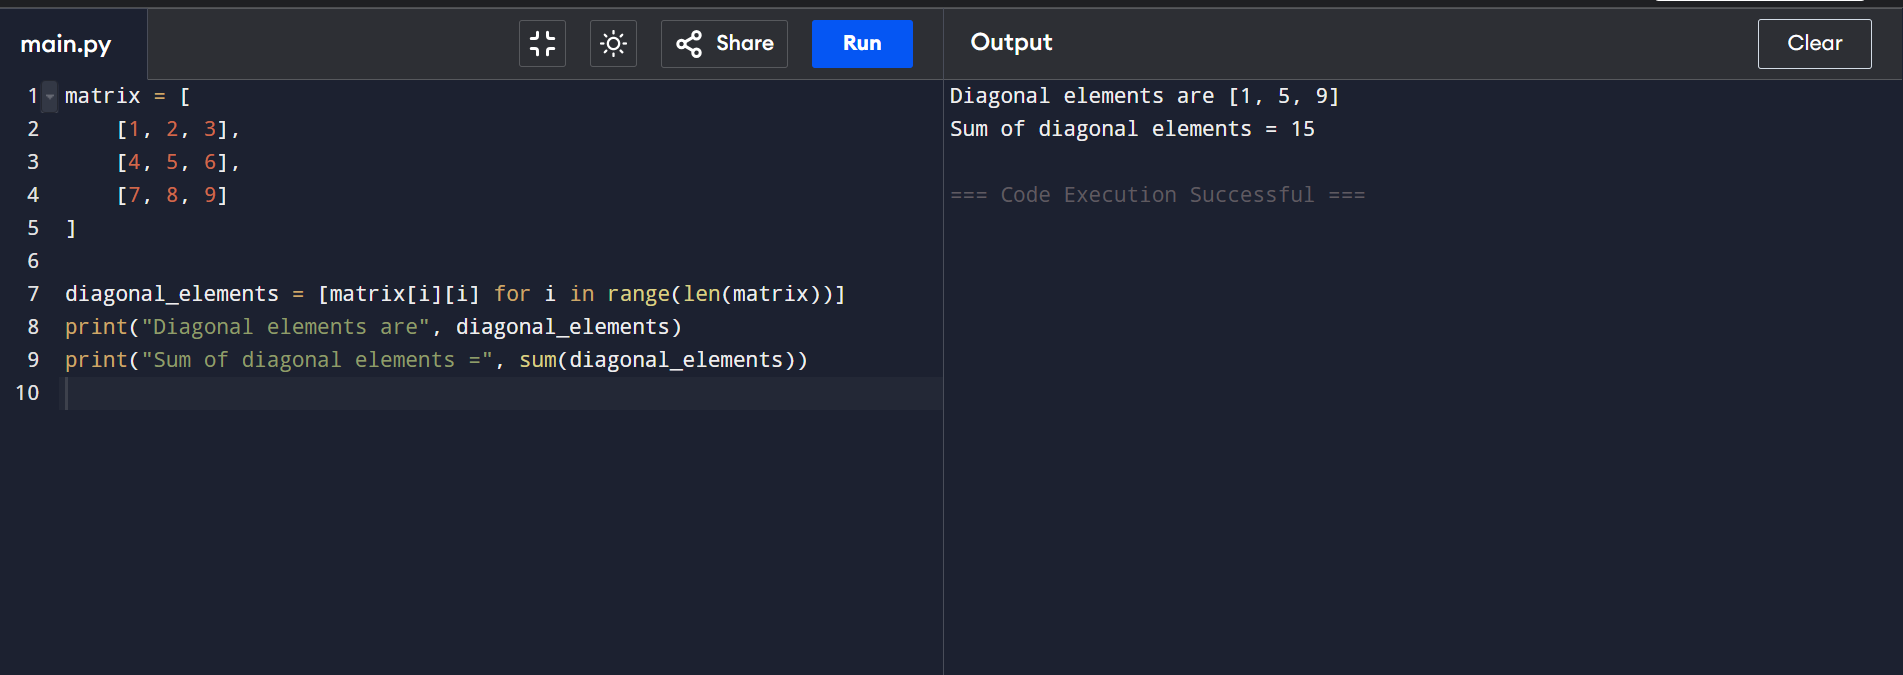 main.py
Share
Run
Output
Clear
1 matrix = [
2     [1, 2, 3],
3     [4, 5, 6],
4     [7, 8, 9]
5 ]
6
7 diagonal_elements = [matrix[i][i] for i in range(len(matrix))]
8 print("Diagonal elements are", diagonal_elements)
9 print("Sum of diagonal elements =", sum(diagonal_elements))
10
Diagonal elements are [1, 5, 9]
Sum of diagonal elements = 15
=== Code Execution Successful ===